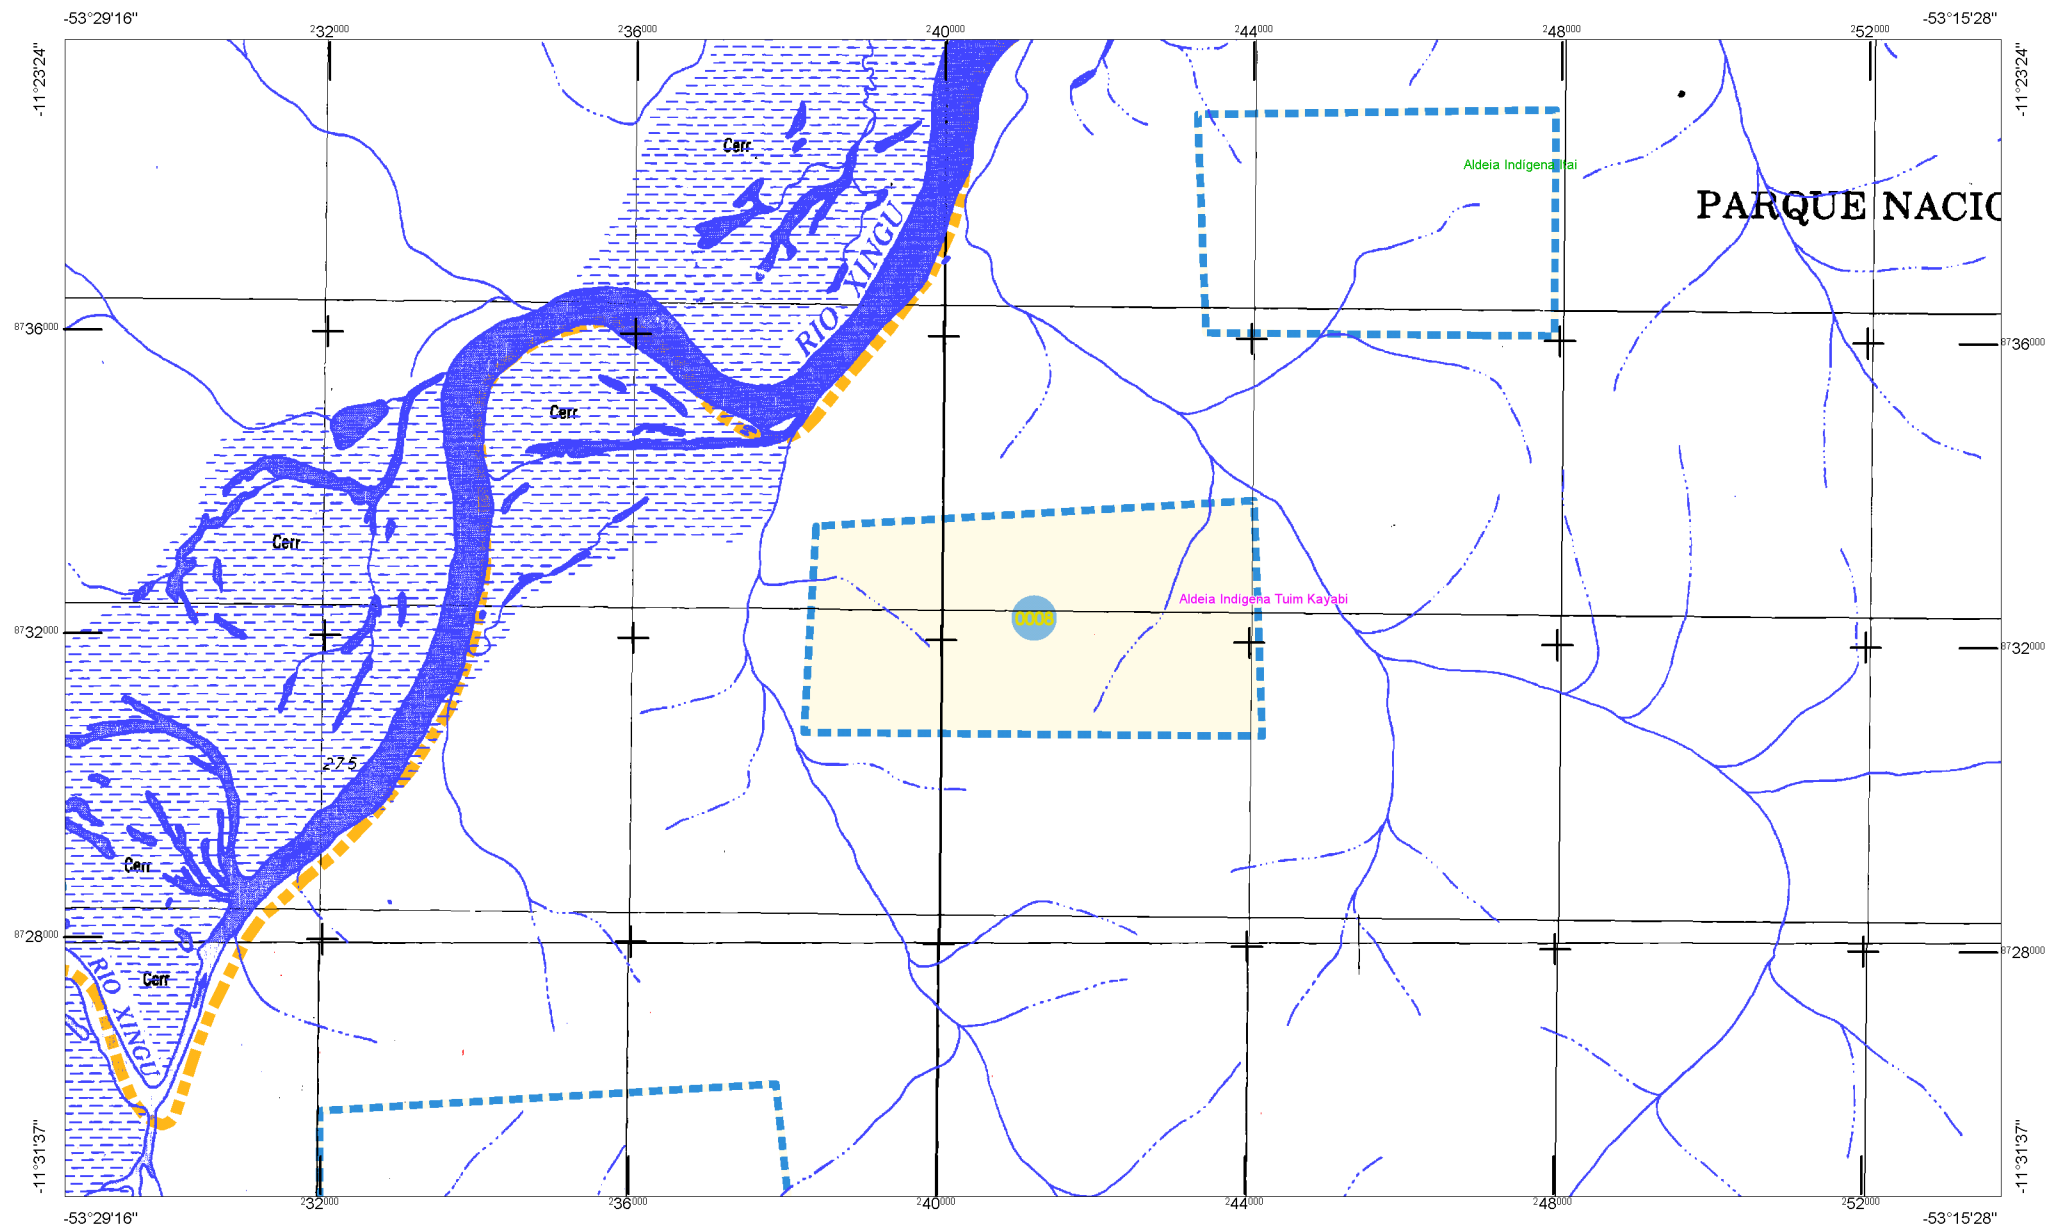 -53°29'16" -53°15'28"
232000 236000 240000 244000 248000 252000
-11°23'24" -11°23'24"
Cerr
Aldeia Indigena Ifai
PARQUE NACIO
RIO XINGU
8736000 8736000
Cerr
Cerr
Aldeia Indigena Tuim Kayabi
0008
8732000 8732000
275
Cerr
8728000 8728000
Cerr
RIO XINGU
-11°31'37" -11°31'37"
232000 236000 240000 244000 248000 252000
-53°29'16" -53°15'28"